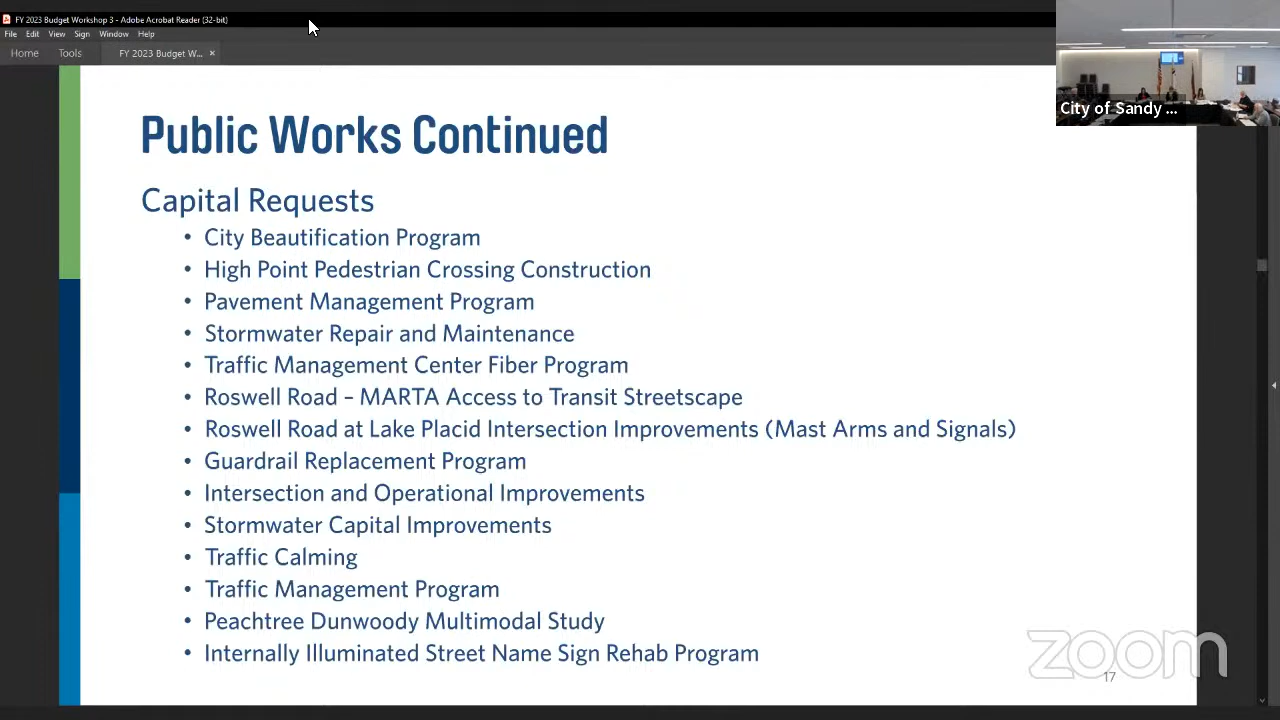 FY 2023 Budget Workshop 3 - Adobe Acrobat Reader (32-bit)
File Edit View Sign Window Help
Home Tools FY 2023 Budget W... ×
City of Sandy ...
Public Works Continued
Capital Requests
• City Beautification Program
• High Point Pedestrian Crossing Construction
• Pavement Management Program
• Stormwater Repair and Maintenance
• Traffic Management Center Fiber Program
• Roswell Road – MARTA Access to Transit Streetscape
• Roswell Road at Lake Placid Intersection Improvements (Mast Arms and Signals)
• Guardrail Replacement Program
• Intersection and Operational Improvements
• Stormwater Capital Improvements
• Traffic Calming
• Traffic Management Program
• Peachtree Dunwoody Multimodal Study
• Internally Illuminated Street Name Sign Rehab Program
zoom
17